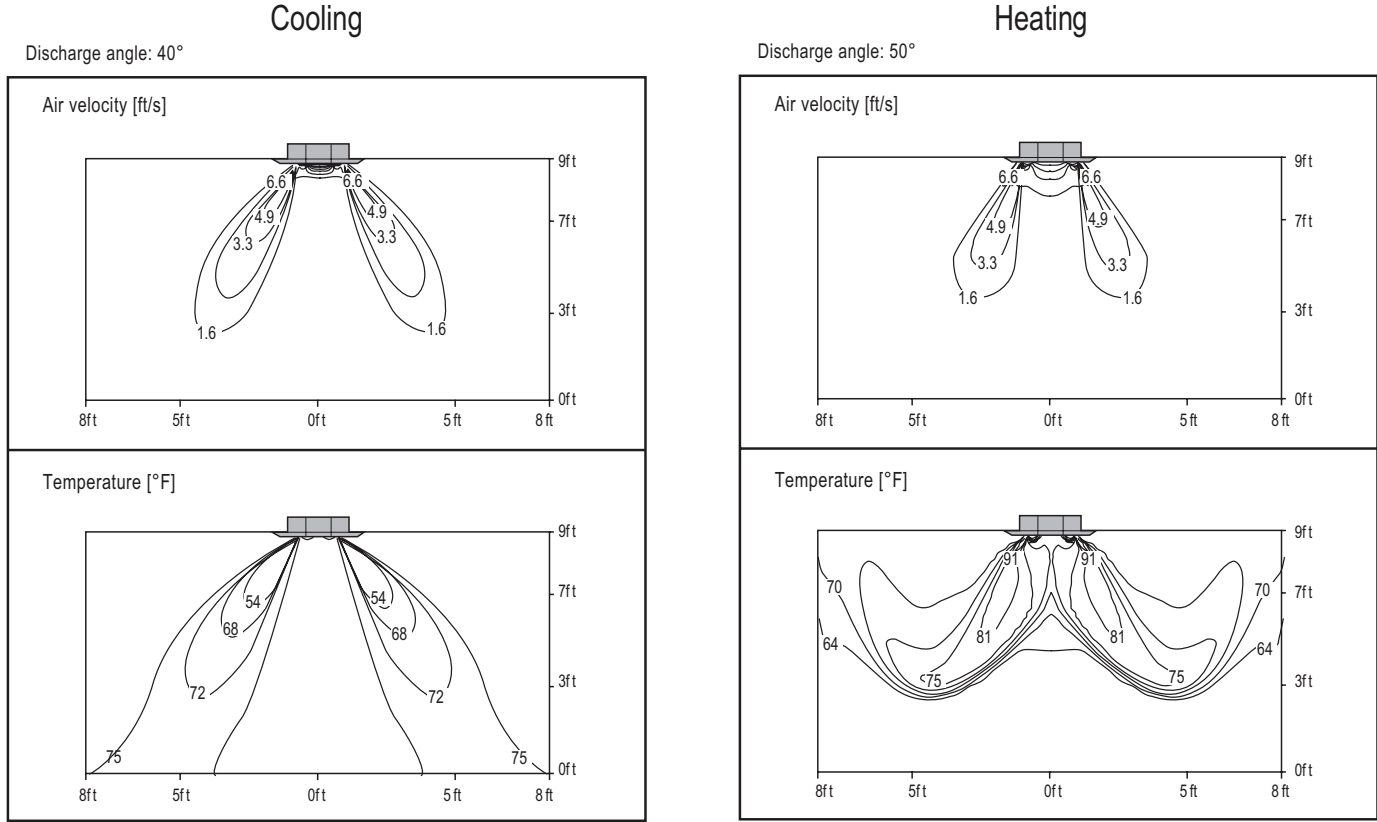 Cooling
Discharge angle: 40°
Air velocity [ft/s]
6.6 6.6
4.9 4.9
3.3 3.3
1.6 1.6
9ft
7ft
3ft
0ft
8ft 5ft 0ft 5ft 8ft
Temperature [°F]
54 54
68 68
72 72
75 75
9ft
7ft
3ft
0ft
8ft 5ft 0ft 5ft 8ft
Heating
Discharge angle: 50°
Air velocity [ft/s]
6.6 6.6
4.9 4.9
3.3 3.3
1.6 1.6
9ft
7ft
3ft
0ft
8ft 5ft 0ft 5ft 8ft
Temperature [°F]
91 91
70 70
81 81
64 64
75 75
9ft
7ft
3ft
0ft
8ft 5ft 0ft 5ft 8ft